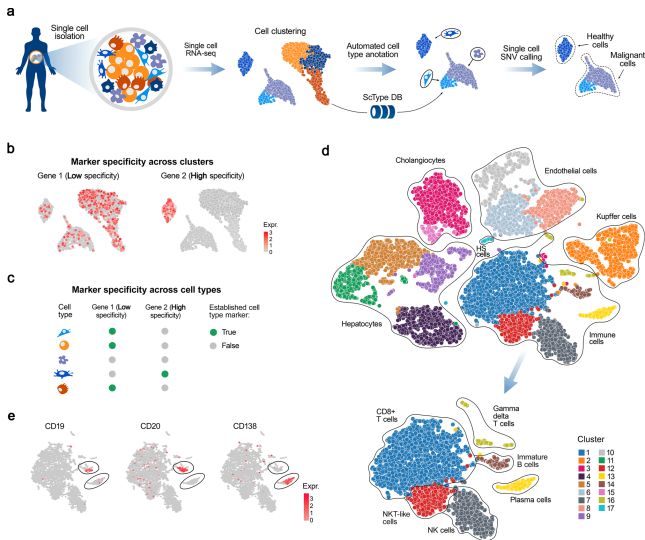 a
Single cell
isolation
Single cell
RNA-seq
Cell clustering
Automated cell
type anotation
ScType DB
Single cell
SNV calling
Healthy
cells
Malignant
cells
b
Marker specificity across clusters
Gene 1 (Low specificity)
Gene 2 (High specificity)
Expr.
3
2
1
0
c
Marker specificity across cell types
Cell
type
Gene 1 (Low
specificity)
Gene 2 (High
specificity)
Established cell
type marker:
True
False
d
Cholangiocytes
Endothelial cells
Kupffer cells
HS
cells
Hepatocytes
Immune
cells
CD8+
T cells
Gamma
delta
T cells
Immature
B cells
Plasma cells
NKT-like
cells
NK cells
Cluster
1
2
3
4
5
6
7
8
9
10
11
12
13
14
15
16
17
e
CD19
CD20
CD138
Expr.
3
2
1
0